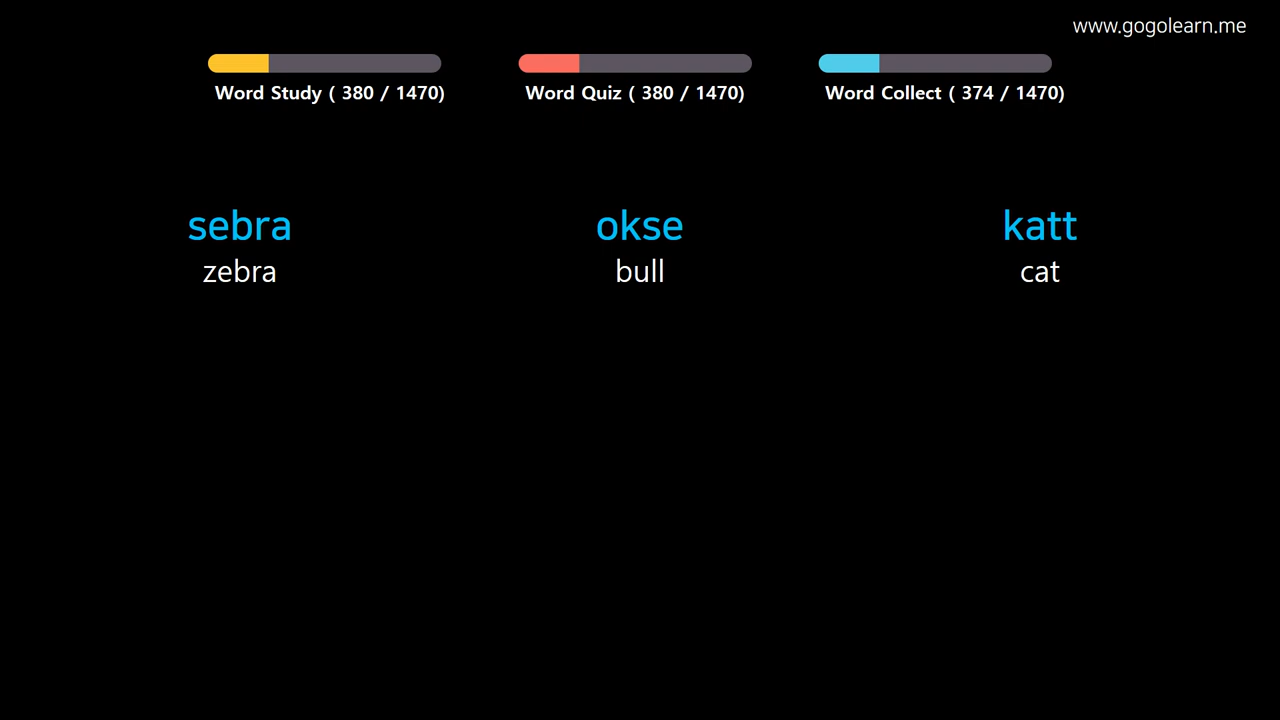 www.gogolearn.me
Word Study ( 380 / 1470)
Word Quiz ( 380 / 1470)
Word Collect ( 374 / 1470)
sebra
okse
katt
zebra
bull
cat